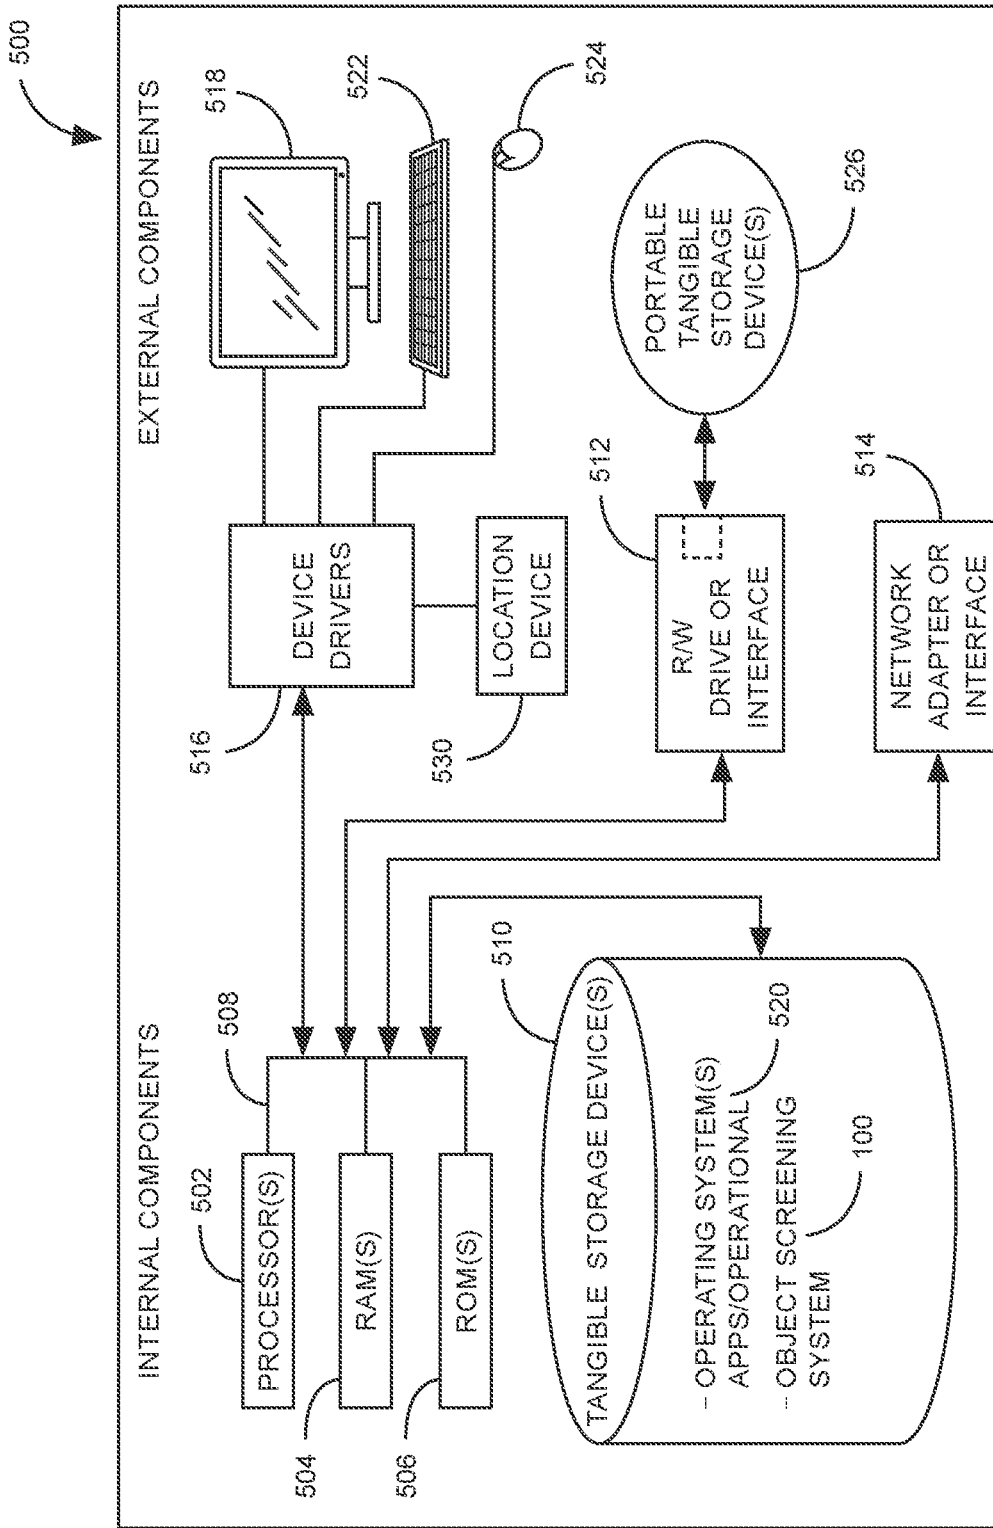 500
INTERNAL COMPONENTS
EXTERNAL COMPONENTS
502
PROCESSOR(S)
508
504
RAM(S)
506
ROM(S)
516
DEVICE
DRIVERS
518
522
524
530
LOCATION
DEVICE
510
TANGIBLE STORAGE DEVICE(S)
– OPERATING SYSTEM(S)
APPS/OPERATIONAL
520
– OBJECT SCREENING
SYSTEM
100
512
R/W
DRIVE OR
INTERFACE
PORTABLE
TANGIBLE
STORAGE
DEVICE(S)
526
514
NETWORK
ADAPTER OR
INTERFACE